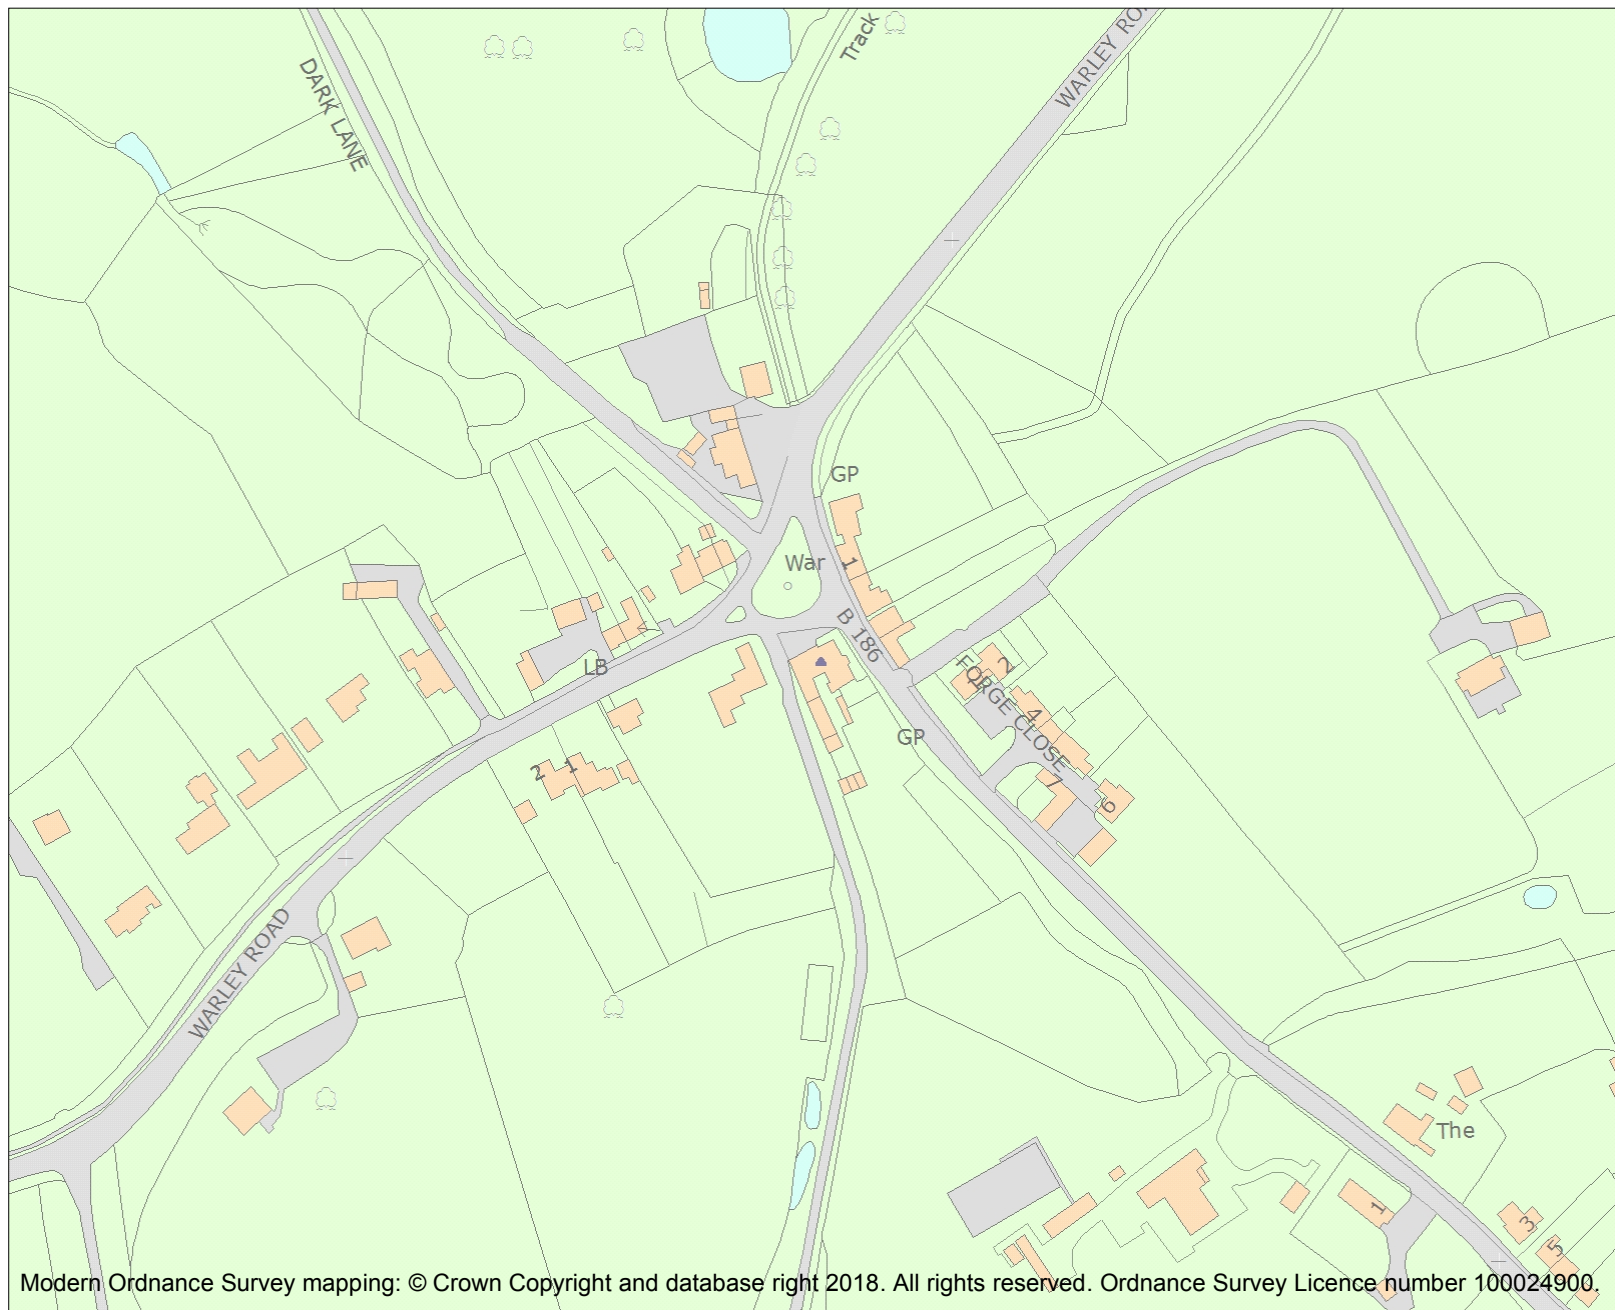 DARK LANE
Track
WARLEY RO
GP
War
1
B 186
LB
FORGE CLOSE
2
1
4
GP
2
1
7
6
WARLEY ROAD
The
1
3
5
Modern Ordnance Survey mapping: © Crown Copyright and database right 2018. All rights reserved. Ordnance Survey Licence number 100024900.